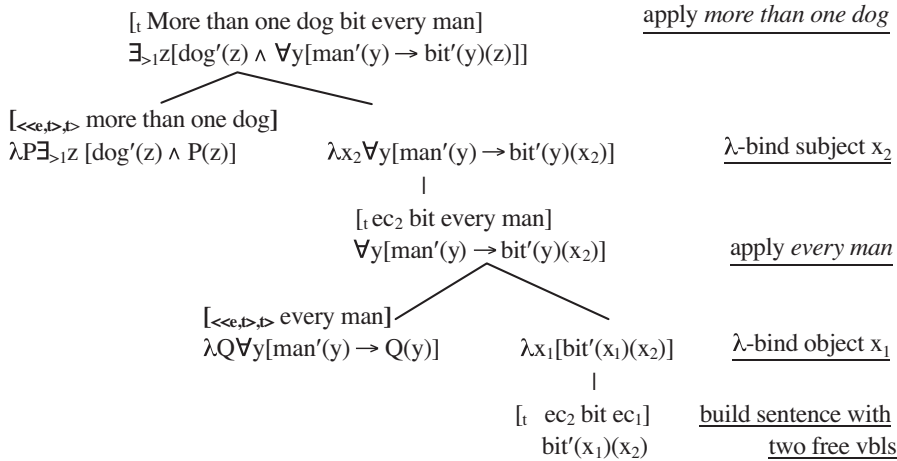 [ₜ More than one dog bit every man] apply more than one dog
∃>₁z[dog′(z) ∧ ∀y[man′(y) → bit′(y)(z)]]
[<<e,t>,t> more than one dog]
λP∃>₁z [dog′(z) ∧ P(z)] λx₂∀y[man′(y) → bit′(y)(x₂)] λ-bind subject x₂
[ₜ ec₂ bit every man]
∀y[man′(y) → bit′(y)(x₂)] apply every man
[<<e,t>,t> every man]
λQ∀y[man′(y) → Q(y)] λx₁[bit′(x₁)(x₂)] λ-bind object x₁
[ₜ ec₂ bit ec₁] build sentence with
bit′(x₁)(x₂) two free vbls